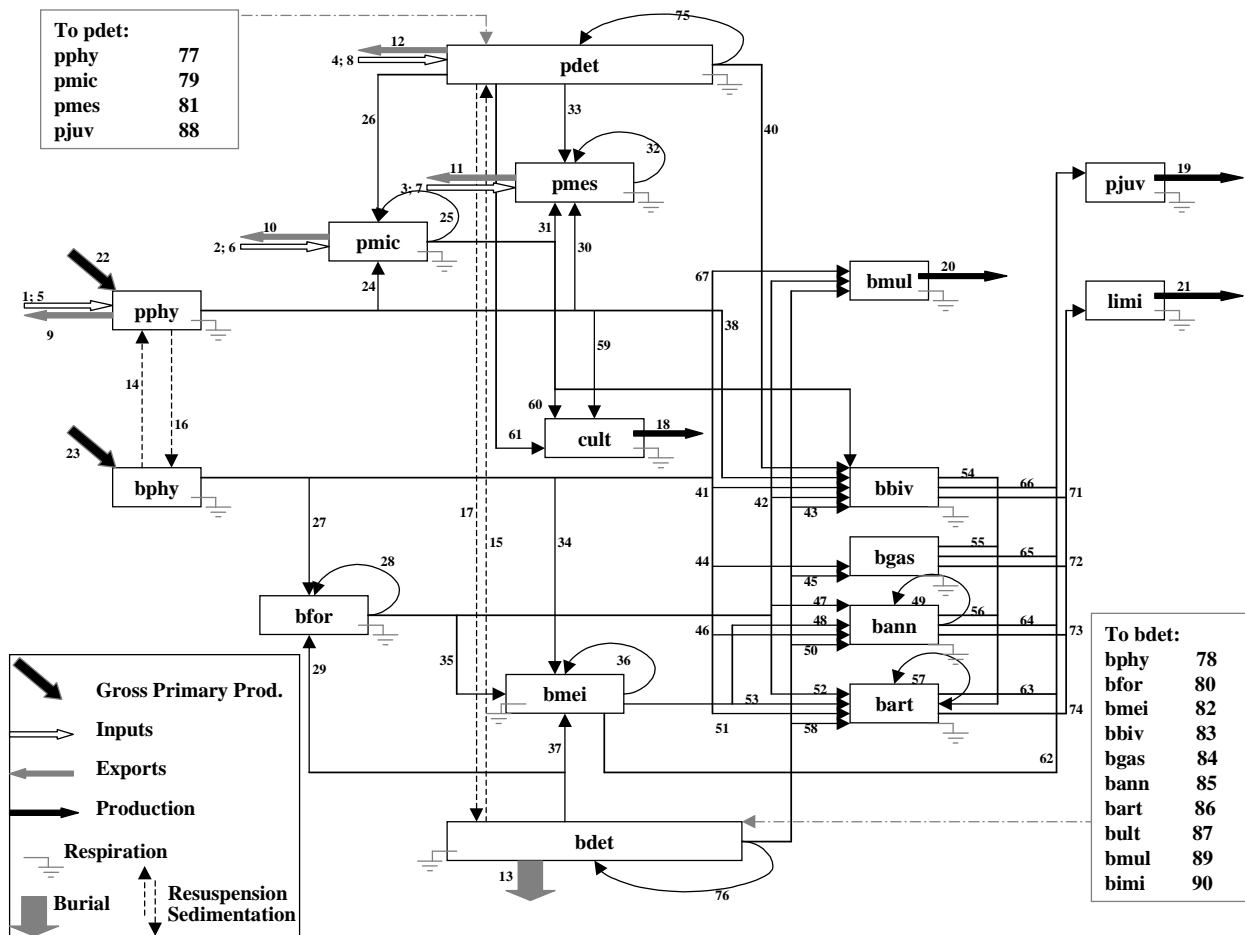 To pdet:
pphy 77
pmic 79
pmes 81
pjuv 88
12
4; 8
pdet
75
26
33
40
11
3; 7
pmes
32
pjuv
19
10
2; 6
pmic
25
31
30
22
24
1; 5
pphy
9
67
bmul
20
limi
21
38
59
14
16
60
61
cult
18
23
bphy
41
42
43
bbiv
54
66
71
17
15
27
34
44
45
bgas
55
65
72
28
bfor
46
47
48
49
50
bann
56
64
73
29
35
36
bmei
53
51
52
57
58
bart
63
74
37
62
bdet
13
76
Gross Primary Prod.
Inputs
Exports
Production
Respiration
Burial
Resuspension
Sedimentation
To bdet:
bphy 78
bfor 80
bmei 82
bbiv 83
bgas 84
bann 85
bart 86
bult 87
bmul 89
bimi 90